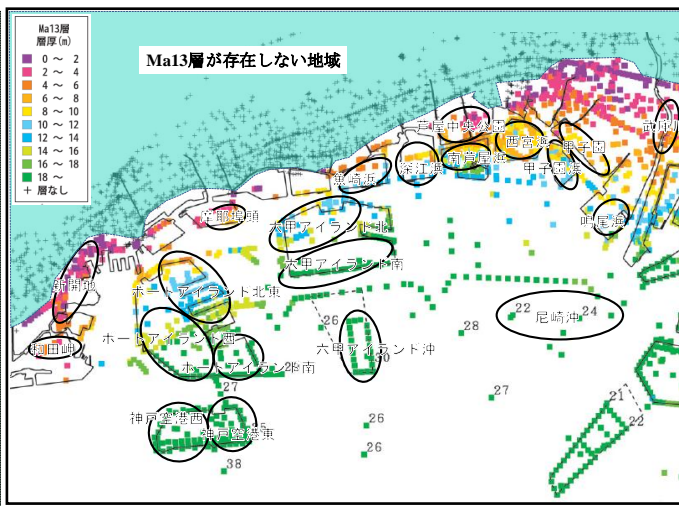 Ma13層
層厚(m)
0 ～ 2
2 ～ 4
4 ～ 6
6 ～ 8
8 ～ 10
10 ～ 12
12 ～ 14
14 ～ 16
16 ～ 18
18 ～
+ 層なし
Ma13層が存在しない地域
芦屋中央公園
西宮浜
甲子園
南芦屋浜
深江浜
甲子園浜
魚崎浜
鳴尾浜
六甲アイランド北
六甲アイランド南
新開地
ポートアイランド北東
22
24
尼崎沖
26
28
ポートアイランド西
六甲アイランド沖
和田岬
ポートアイランド南
27
27
21
22
神戸空港西
神戸空港東
26
26
38